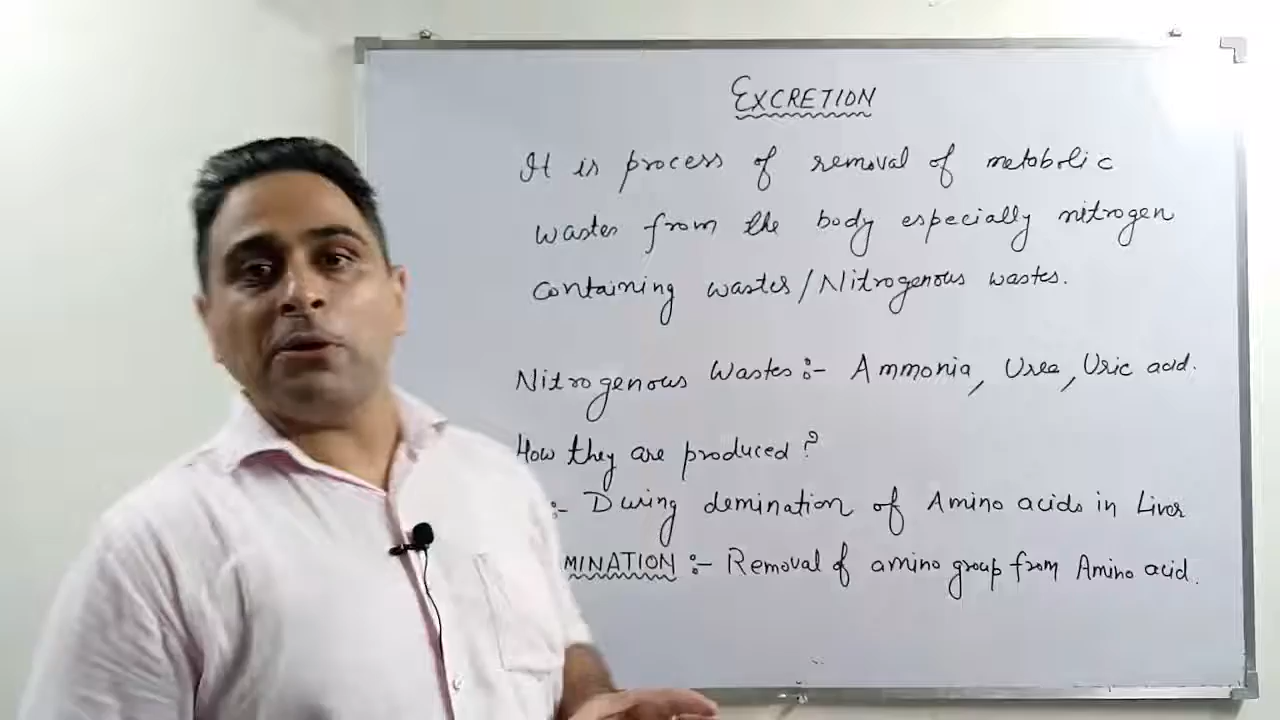 EXCRETION
It is process of removal of metabolic
wastes from the body especially nitrogen
containing wastes/Nitrogenous wastes.
Nitrogenous Wastes:- Ammonia, Urea, Uric acid.
How they are produced?
:- During demination of Amino acids in Liver
MINATION :- Removal of amino group from Amino acid.